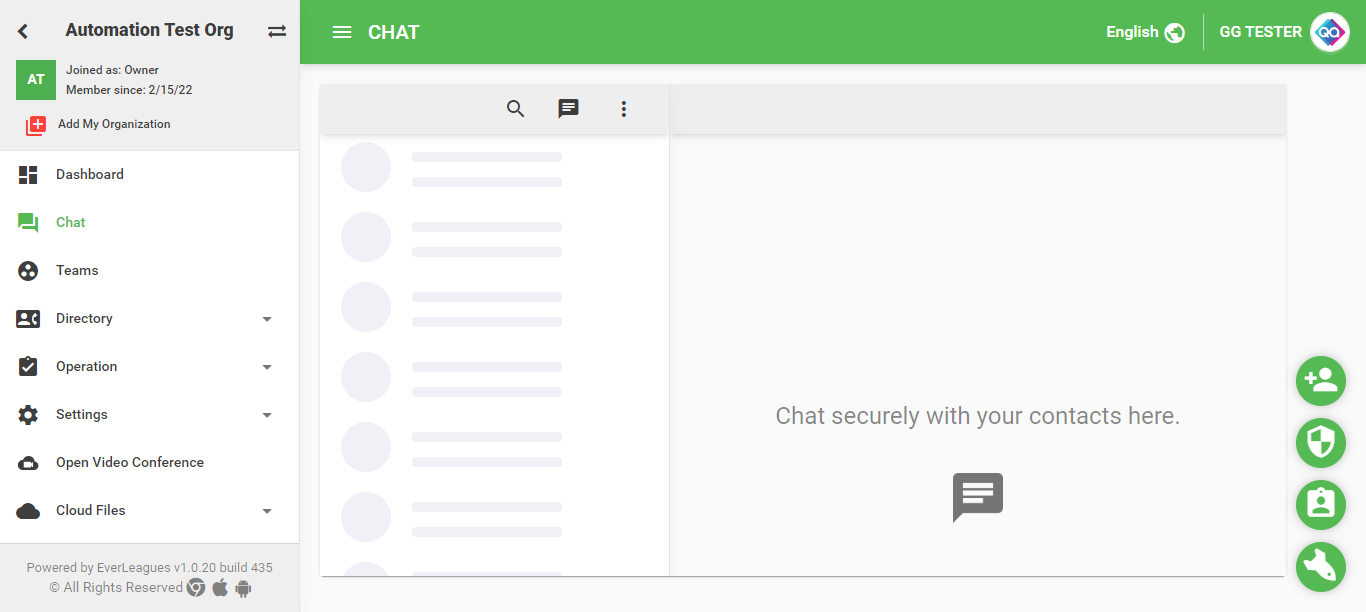 Automation Test Org
AT
Joined as: Owner
Member since: 2/15/22
Add My Organization
Dashboard
Chat
Teams
Directory
Operation
Settings
Open Video Conference
Cloud Files
Powered by EverLeagues v1.0.20 build 435
© All Rights Reserved
CHAT
English
GG TESTER
QA
Chat securely with your contacts here.